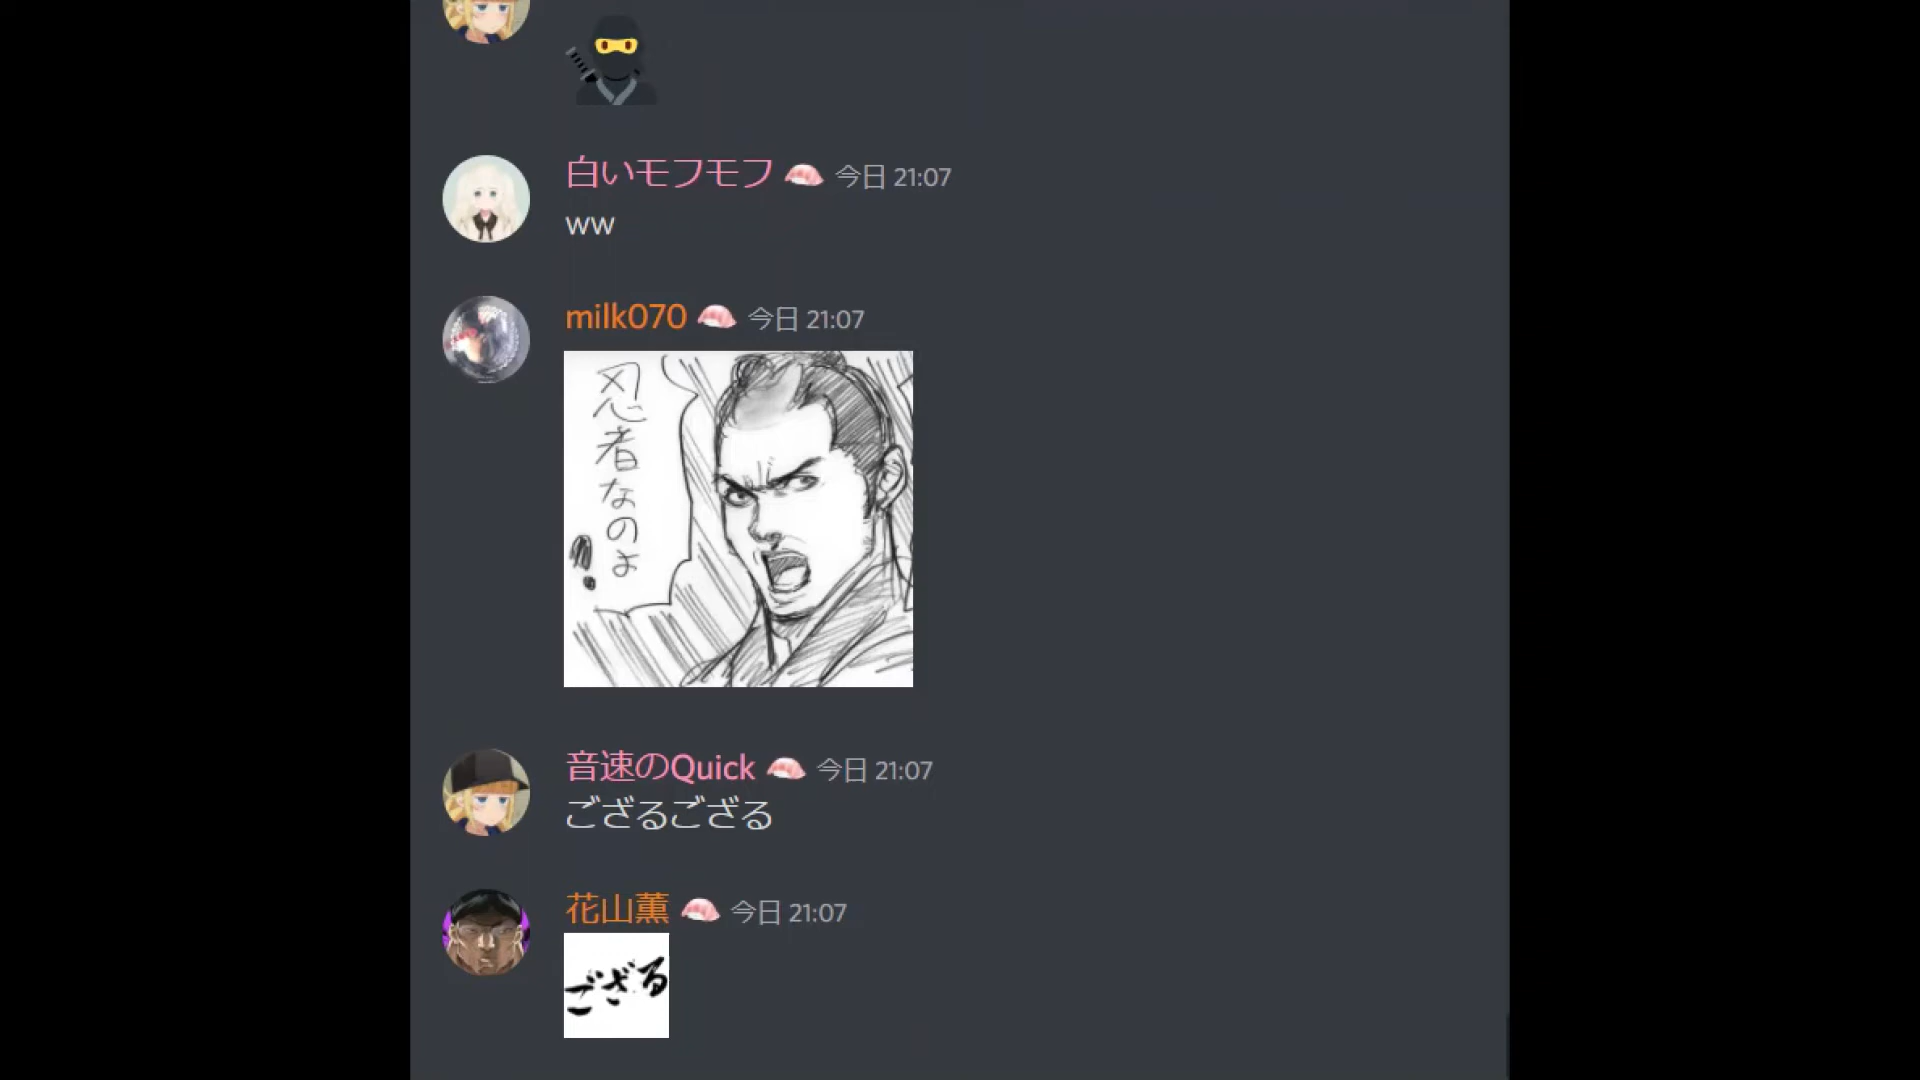 白いモフモフ 今日 21:07
ww
milk070 今日 21:07
忍者なのよ
!!
音速のQuick 今日 21:07
ござるござる
花山薫 今日 21:07
ござる